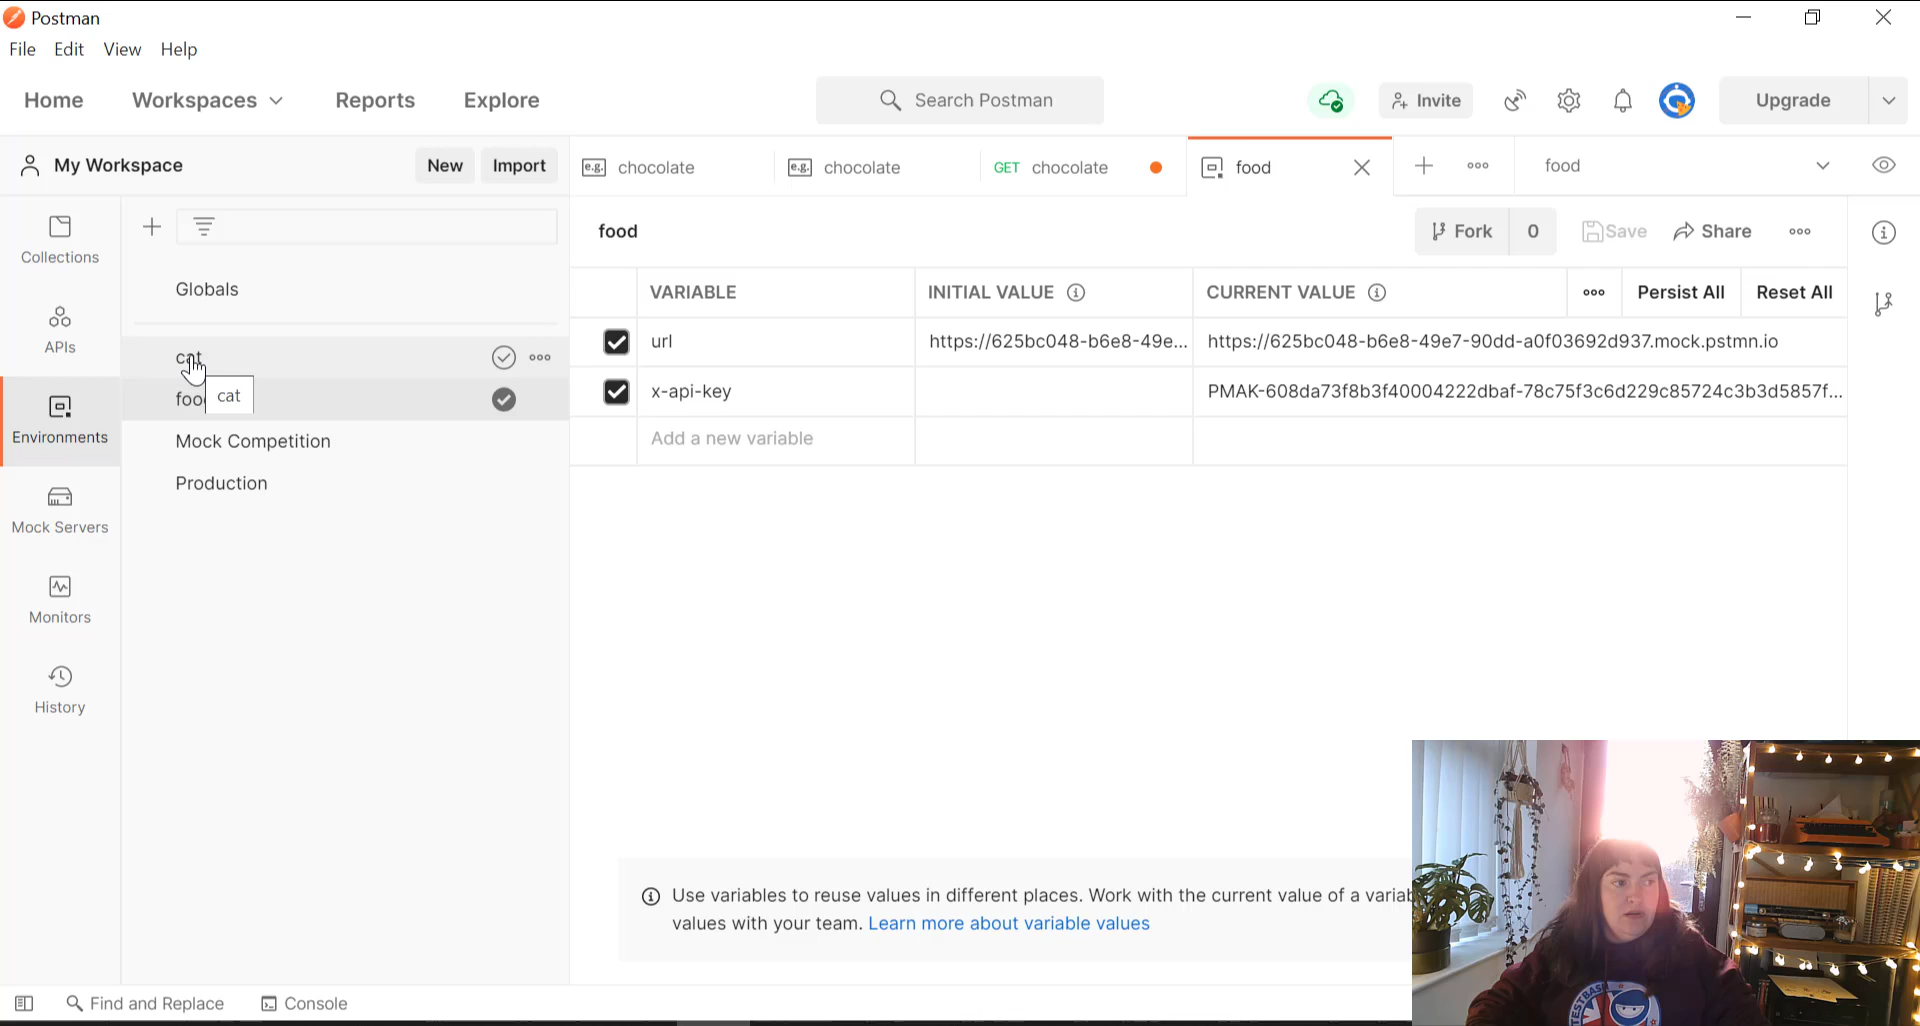 Postman
File Edit View Help
Home Workspaces Reports Explore Search Postman Invite Upgrade
My Workspace New Import
e.g. chocolate e.g. chocolate GET chocolate food food
Collections
APIs
Environments
Mock Servers
Monitors
History
Globals
cat
cat
Mock Competition
Production
food Fork 0 Save Share
VARIABLE INITIAL VALUE CURRENT VALUE Persist All Reset All
url https://625bc048-b6e8-49e... https://625bc048-b6e8-49e7-90dd-a0f03692d937.mock.pstmn.io
x-api-key PMAK-608da73f8b3f40004222dbaf-78c75f3c6d229c85724c3b3d5857f...
Add a new variable
Use variables to reuse values in different places. Work with the current value of a variab
values with your team. Learn more about variable values
Find and Replace Console